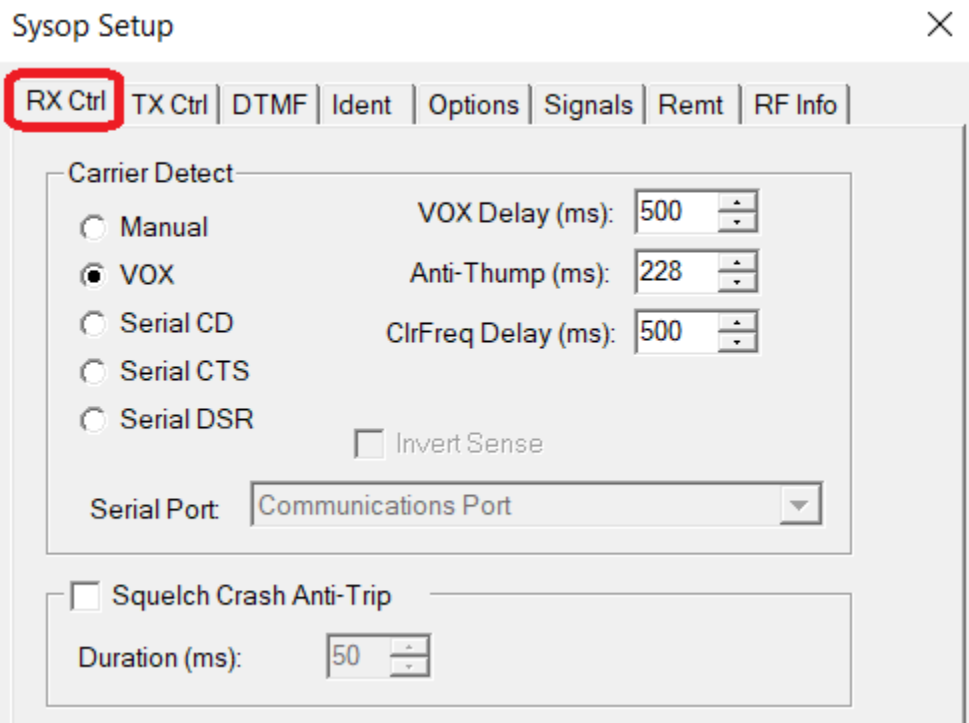 Sysop Setup
RX Ctrl TX Ctrl DTMF Ident Options Signals Remt RF Info
Carrier Detect
Manual
VOX Delay (ms): 500
VOX
Anti-Thump (ms): 228
Serial CD
ClrFreq Delay (ms): 500
Serial CTS
Serial DSR
Invert Sense
Serial Port: Communications Port
Squelch Crash Anti-Trip
Duration (ms): 50